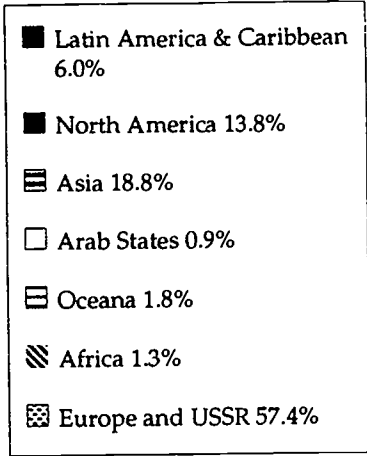 Latin America & Caribbean
6.0%
North America 13.8%
Asia 18.8%
Arab States 0.9%
Oceana 1.8%
Africa 1.3%
Europe and USSR 57.4%